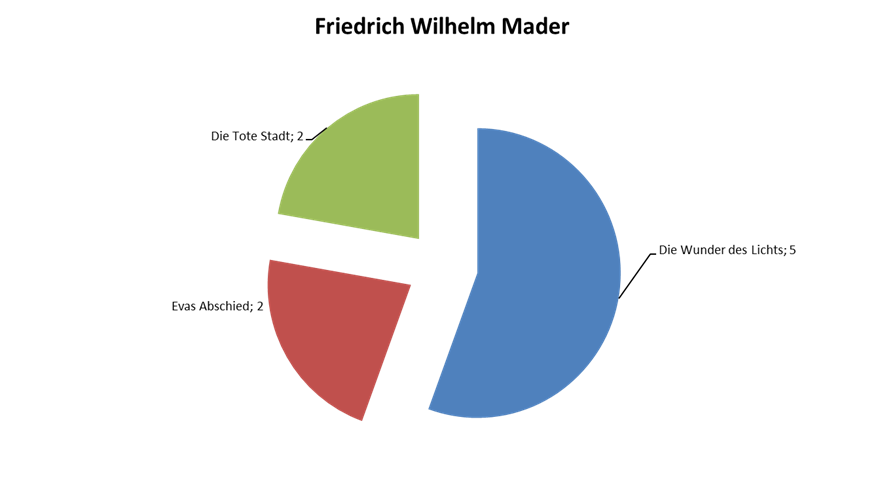 Friedrich Wilhelm Mader
Die Tote Stadt; 2
Die Wunder des Lichts; 5
Evas Abschied; 2